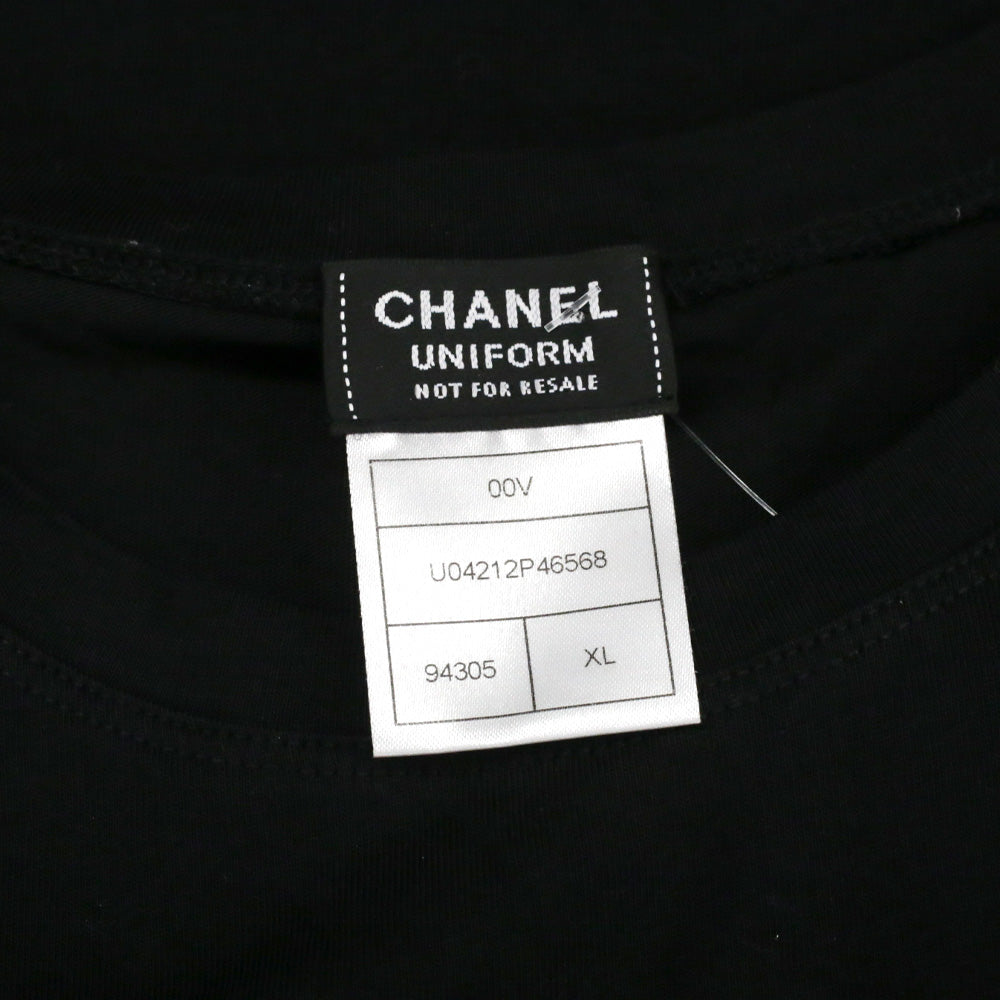 CHANEL
UNIFORM
NOT FOR RESALE
00V
U04212P46568
94305 XL